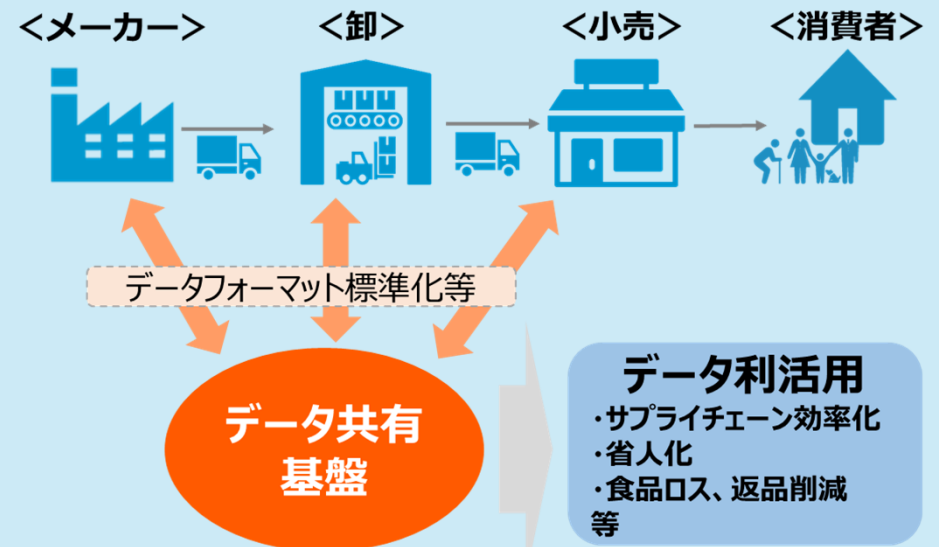 <メーカー>
<卸>
<小売>
<消費者>
データフォーマット標準化等
データ共有
基盤
データ利活用
・サプライチェーン効率化
・省人化
・食品ロス、返品削減
等